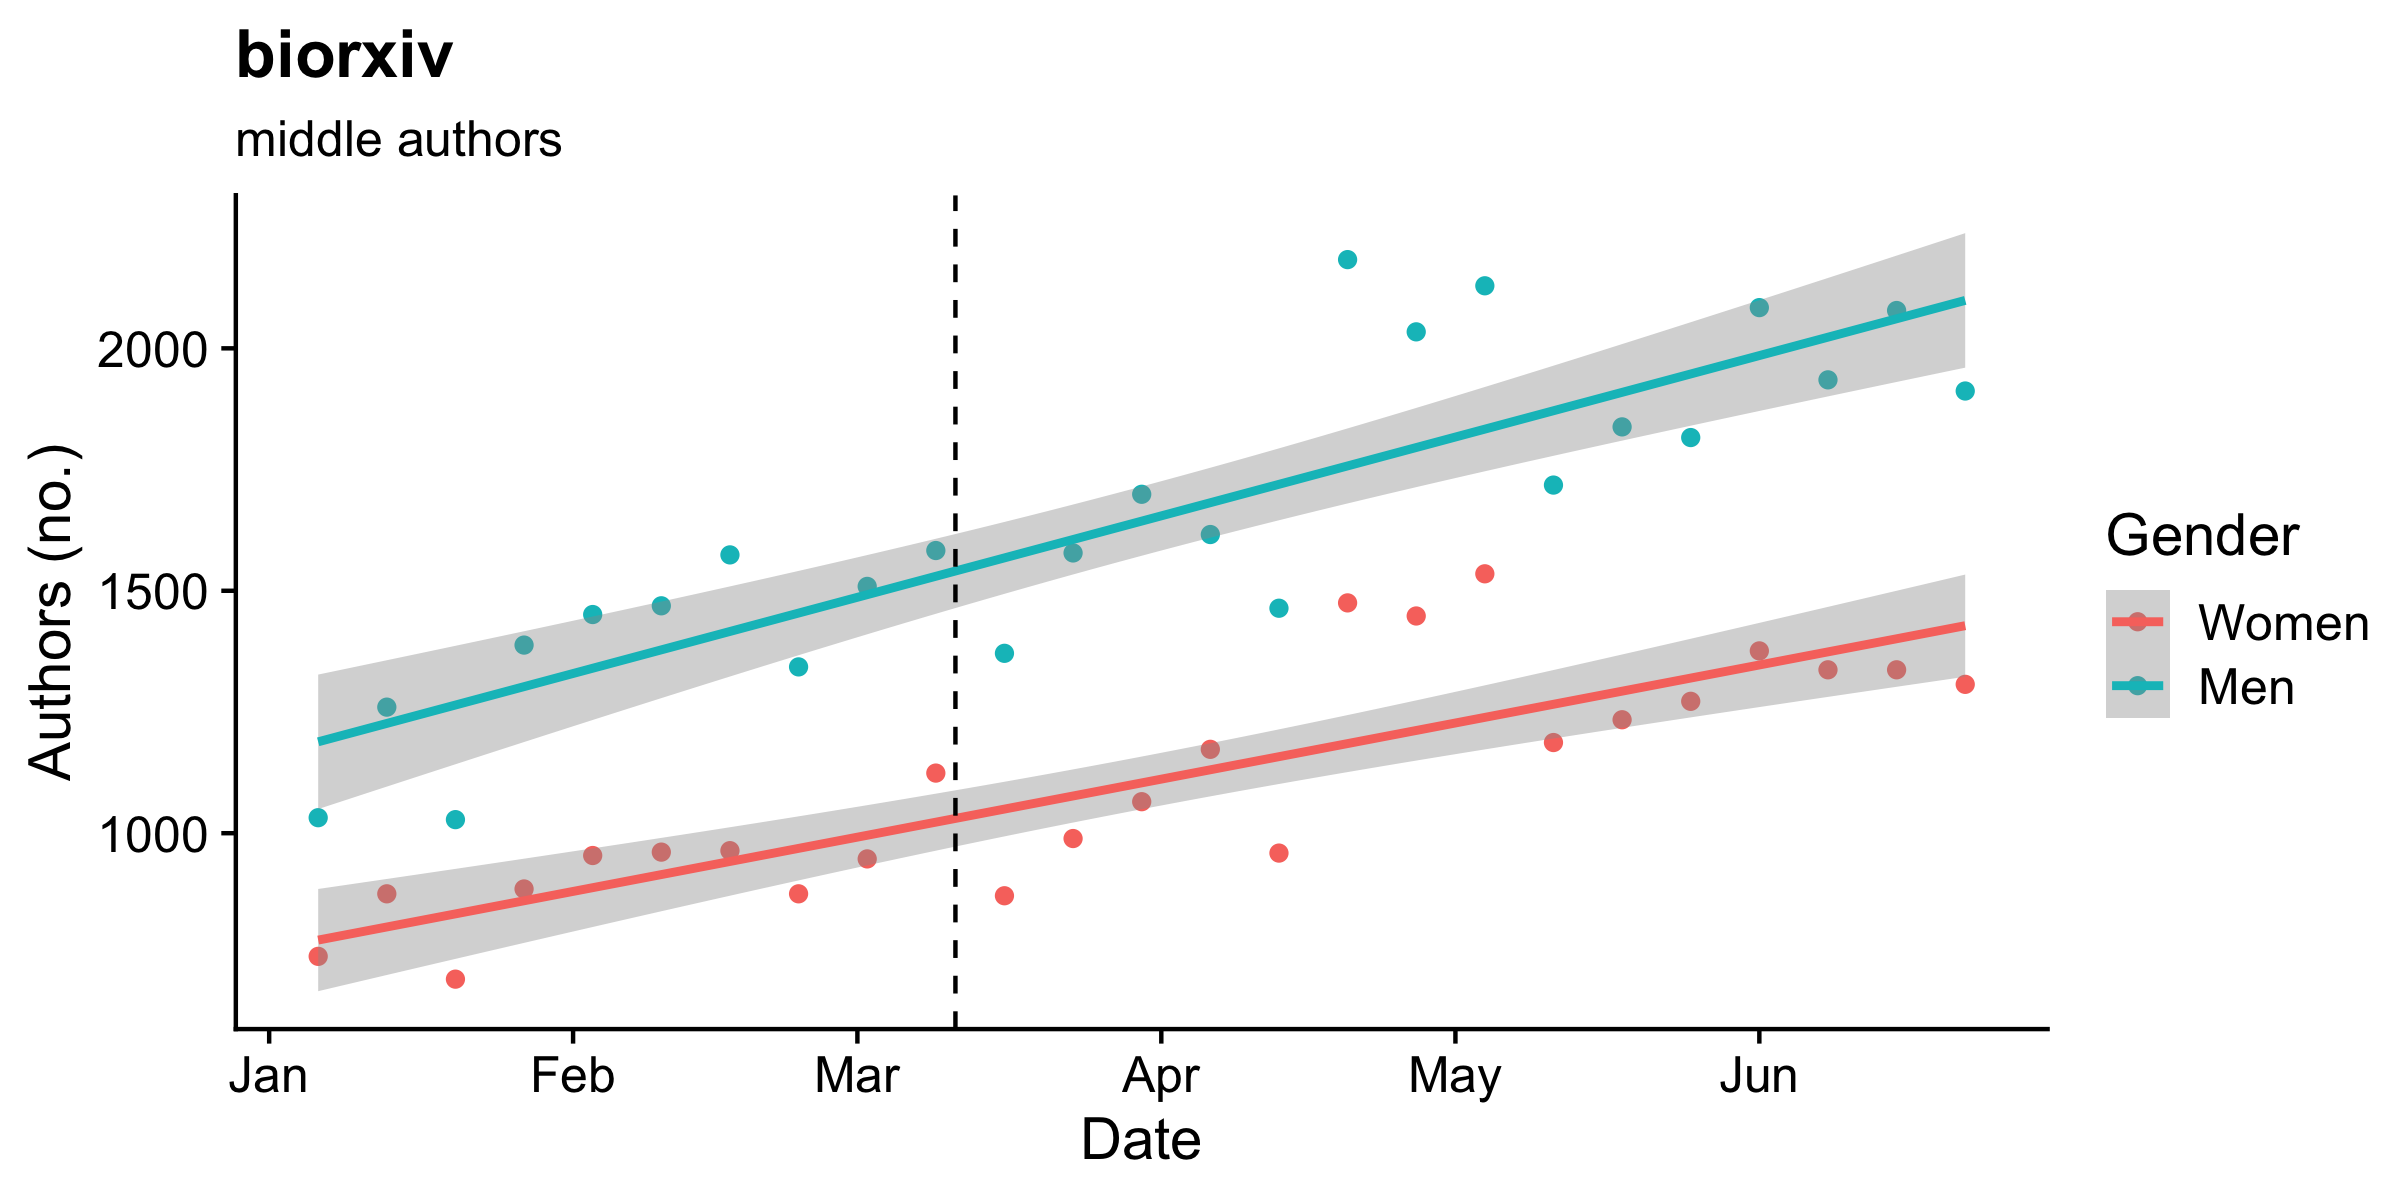 biorxiv
middle authors
Authors (no.)
2000
1500
1000
Jan Feb Mar Apr May Jun
Date
Gender
Women
Men